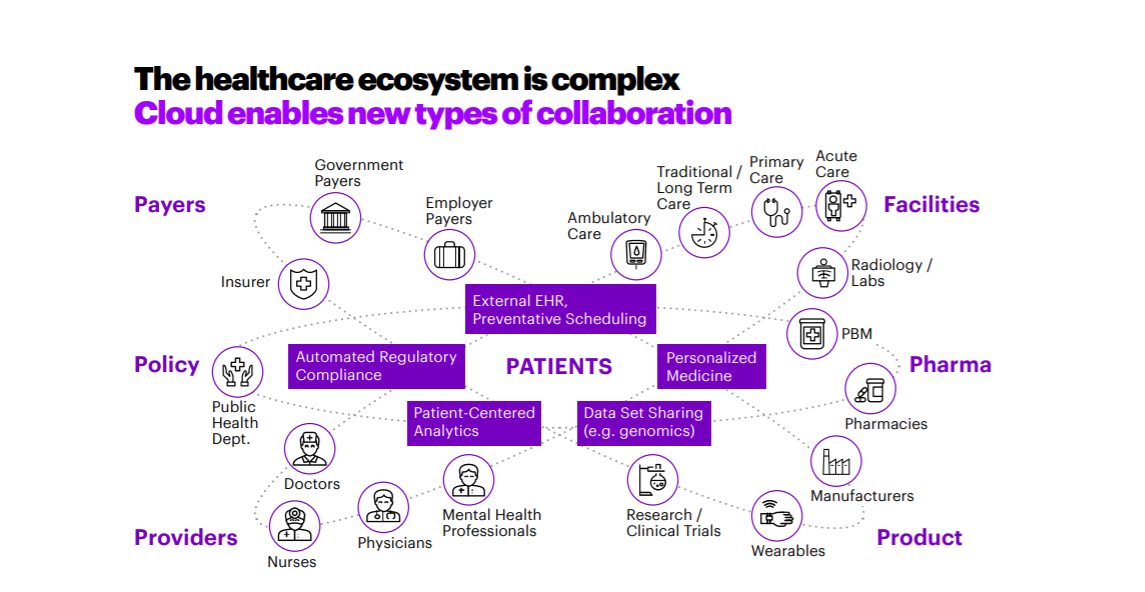 The healthcare ecosystem is complex
Cloud enables new types of collaboration
Payers
Government
Payers
Employer
Payers
Insurer
Ambulatory
Care
Traditional /
Long Term
Care
Primary
Care
Acute
Care
Facilities
Radiology /
Labs
External EHR,
Preventative Scheduling
PBM
Policy
Automated Regulatory
Compliance
PATIENTS
Personalized
Medicine
Pharma
Public
Health
Dept.
Patient-Centered
Analytics
Data Set Sharing
(e.g. genomics)
Pharmacies
Doctors
Manufacturers
Mental Health
Professionals
Research /
Clinical Trials
Providers
Physicians
Wearables
Product
Nurses